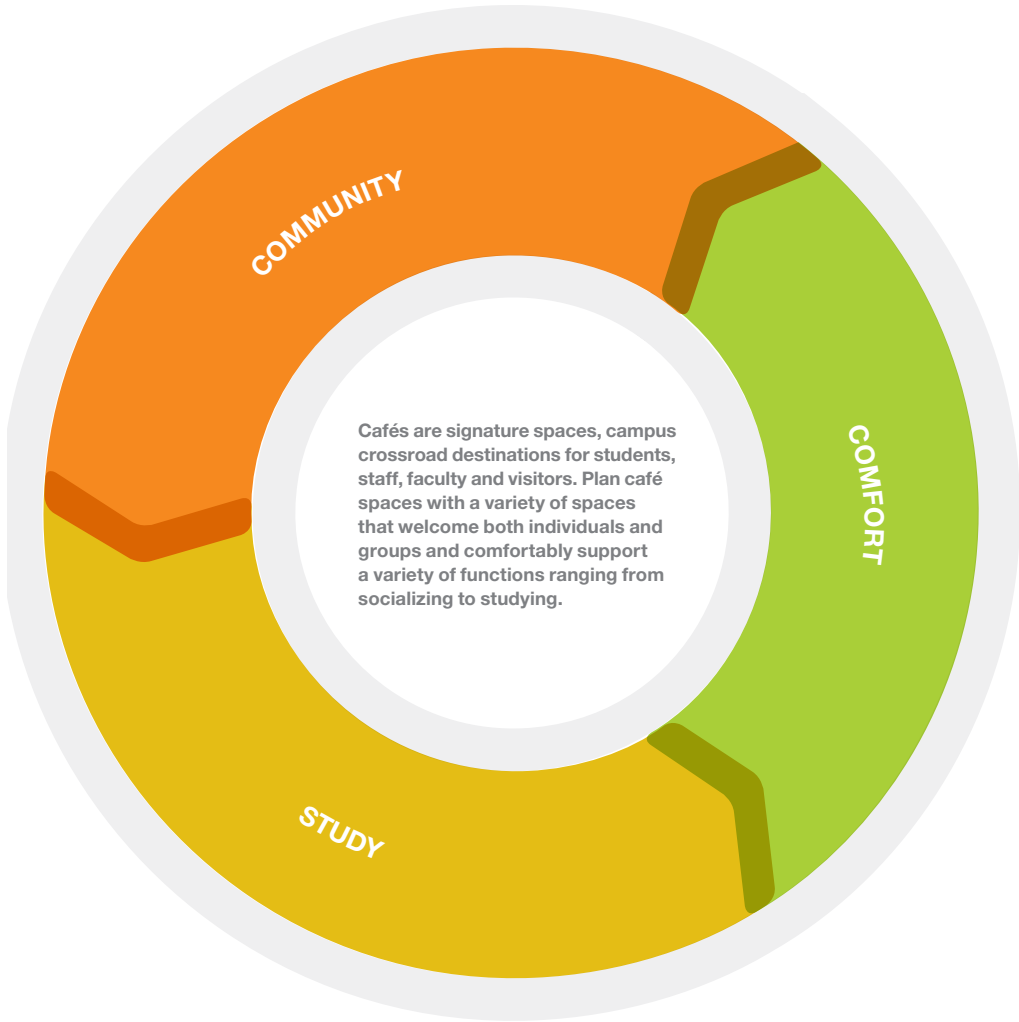 COMMUNITY
COMFORT
Cafés are signature spaces, campus
crossroad destinations for students,
staff, faculty and visitors. Plan café
spaces with a variety of spaces
that welcome both individuals and
groups and comfortably support
a variety of functions ranging from
socializing to studying.
STUDY